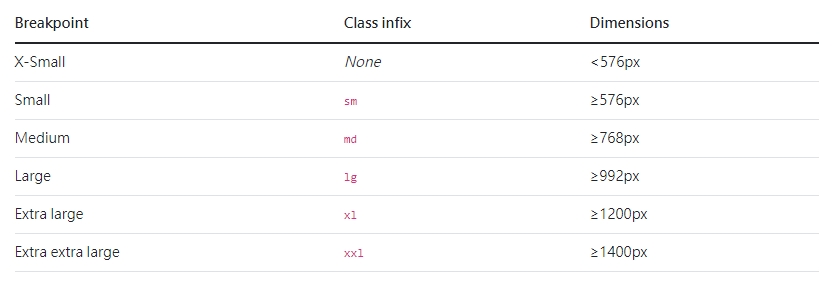 Breakpoint Class infix Dimensions
X-Small None <576px
Small sm ≥576px
Medium md ≥768px
Large lg ≥992px
Extra large xl ≥1200px
Extra extra large xxl ≥1400px